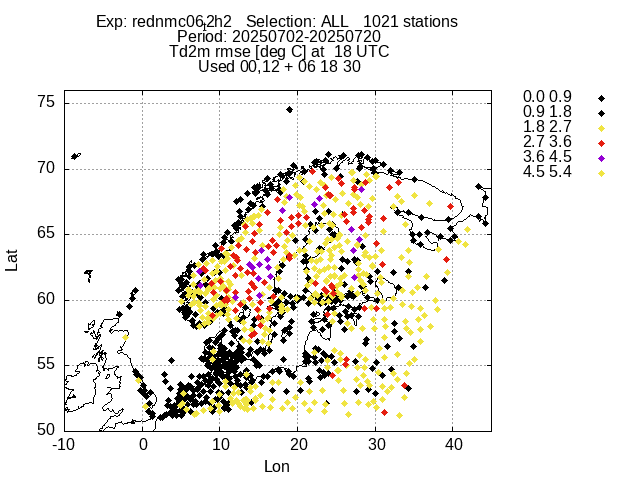 Exp: rednmc06b2h2   Selection: ALL   1021 stations
Period: 20250702-20250720
Td2m rmse [deg C] at  18 UTC
Used 00,12 + 06 18 30
0.0 0.9
0.9 1.8
1.8 2.7
2.7 3.6
3.6 4.5
4.5 5.4
75
70
65
60
55
50
Lat
-10 0 10 20 30 40
Lon